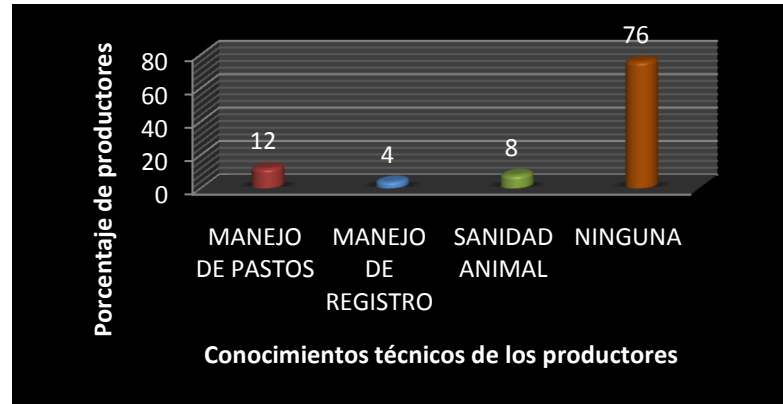 Porcentaje de productores
80
60
40
20
0
12
4
8
76
MANEJO
DE PASTOS
MANEJO
DE
REGISTRO
SANIDAD
ANIMAL
NINGUNA
Conocimientos técnicos de los productores